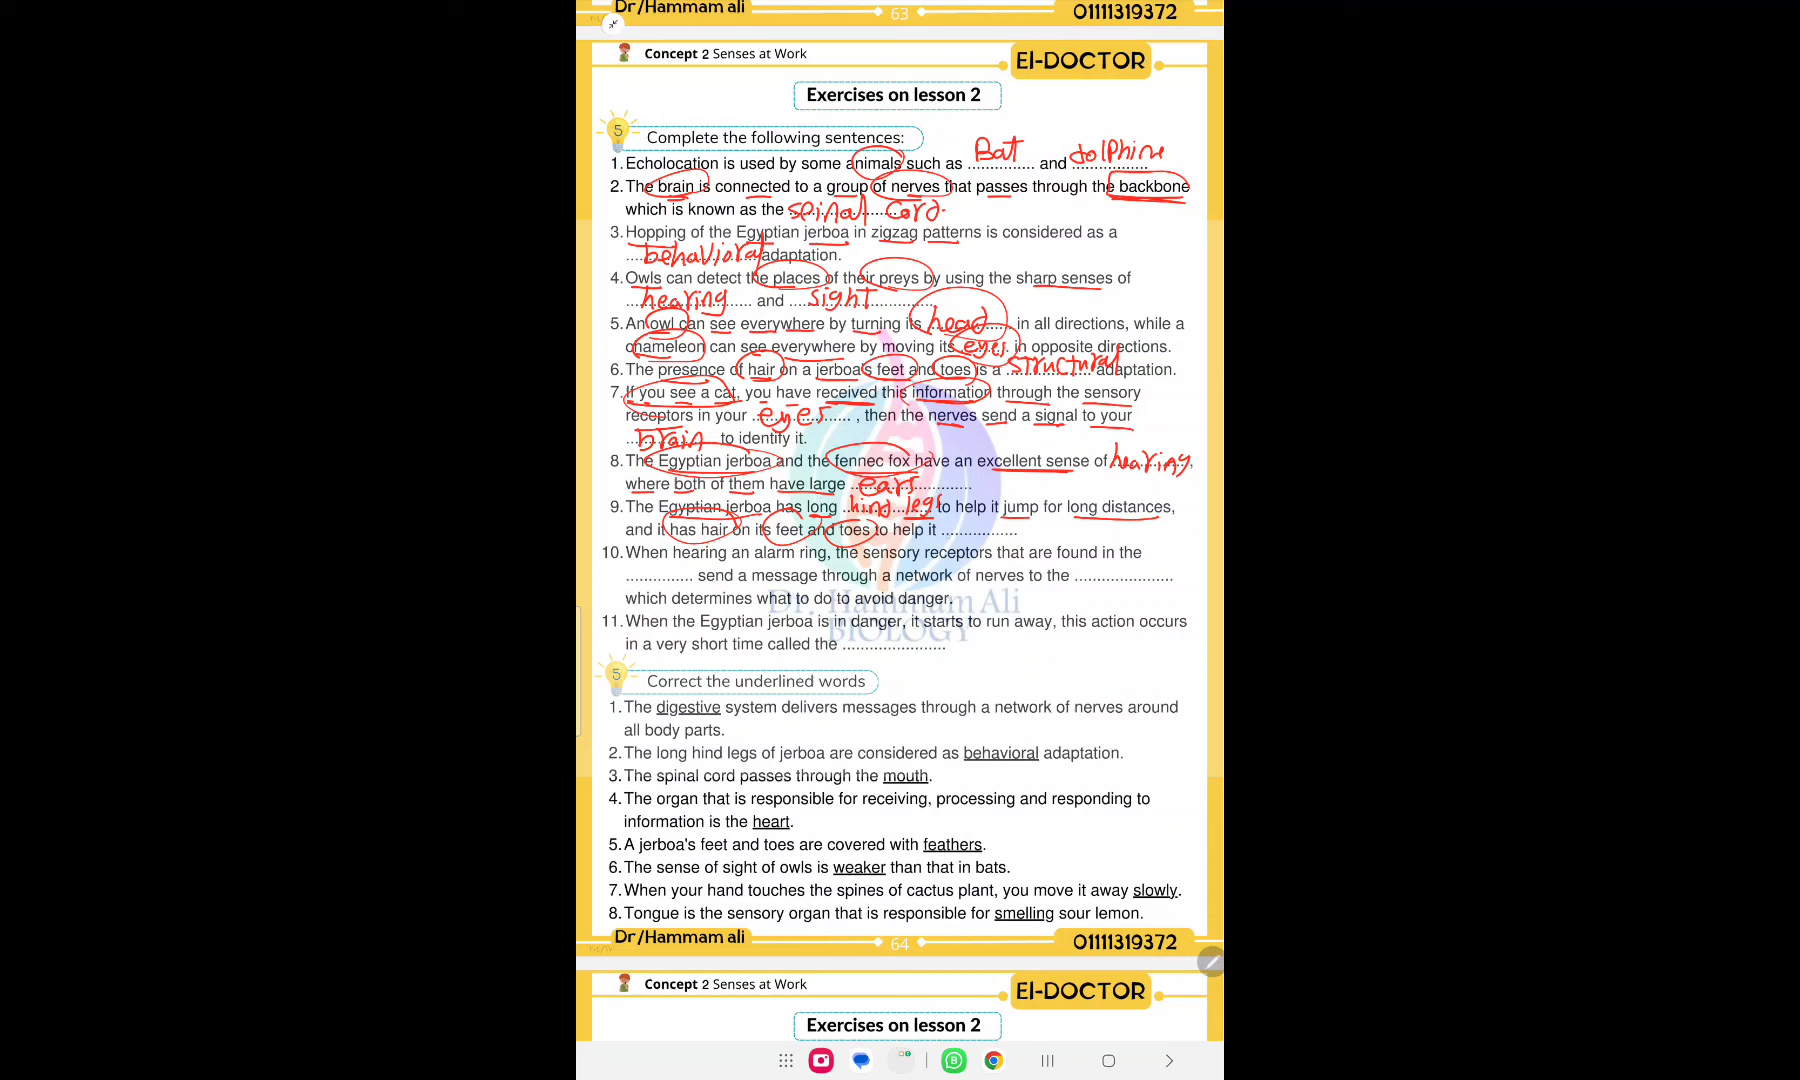 Dr/Hammam ali 63 01111319372
Concept 2 Senses at Work El-DOCTOR
Exercises on lesson 2
5 Complete the following sentences:
1. Echolocation is used by some animals such as Bat and dolphine
2. The brain is connected to a group of nerves that passes through the backbone
which is known as the spinal cord.
3. Hopping of the Egyptian jerboa in zigzag patterns is considered as a
behavioral adaptation.
4. Owls can detect the places of their preys by using the sharp senses of
hearing and sight
5. An owl can see everywhere by turning its head in all directions, while a
chameleon can see everywhere by moving its eyes in opposite directions.
6. The presence of hair on a jerboa's feet and toes is a structural adaptation.
7. If you see a cat, you have received this information through the sensory
receptors in your eyes, then the nerves send a signal to your
brain to identify it.
8. The Egyptian jerboa and the fennec fox have an excellent sense of hearing,
where both of them have large ears
9. The Egyptian jerboa has long hind legs to help it jump for long distances,
and it has hair on its feet and toes to help it ................
10. When hearing an alarm ring, the sensory receptors that are found in the
............... send a message through a network of nerves to the ......................
which determines what to do to avoid danger.
11. When the Egyptian jerboa is in danger, it starts to run away, this action occurs
in a very short time called the .......................
Dr. Hammam Ali
BIOLOGY
5 Correct the underlined words
1. The digestive system delivers messages through a network of nerves around
all body parts.
2. The long hind legs of jerboa are considered as behavioral adaptation.
3. The spinal cord passes through the mouth.
4. The organ that is responsible for receiving, processing and responding to
information is the heart.
5. A jerboa's feet and toes are covered with feathers.
6. The sense of sight of owls is weaker than that in bats.
7. When your hand touches the spines of cactus plant, you move it away slowly.
8. Tongue is the sensory organ that is responsible for smelling sour lemon.
Dr/Hammam ali 64 01111319372
Concept 2 Senses at Work El-DOCTOR
Exercises on lesson 2